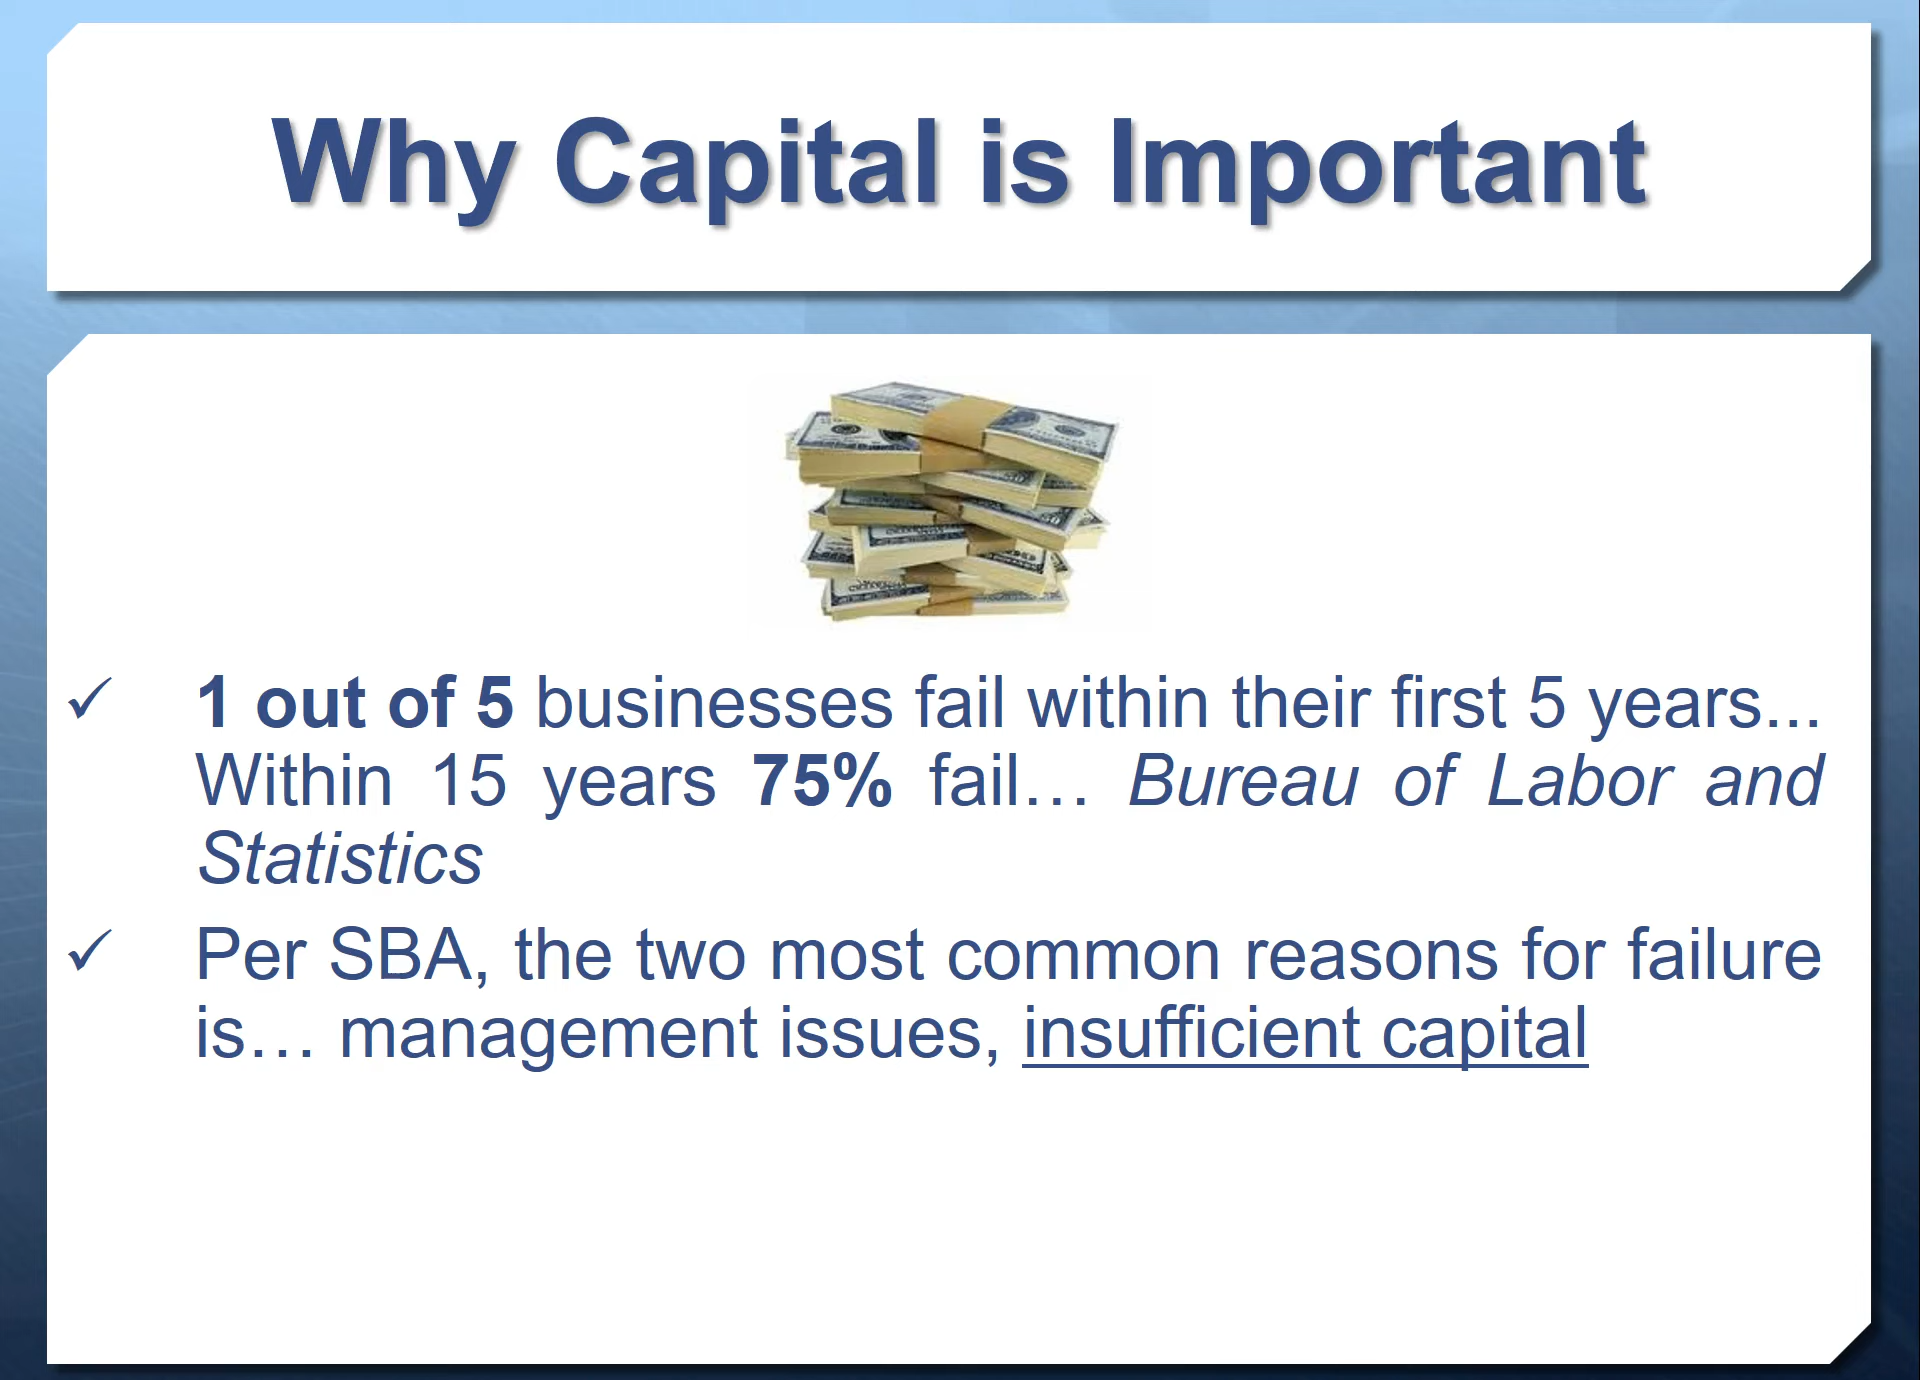 Why Capital is Important
✓ 1 out of 5 businesses fail within their first 5 years...
Within 15 years 75% fail… Bureau of Labor and
Statistics
✓ Per SBA, the two most common reasons for failure
is… management issues, insufficient capital